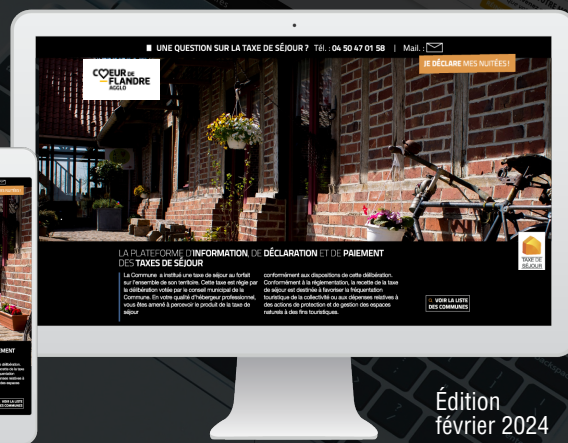 UNE QUESTION SUR LA TAXE DE SÉJOUR ? Tél. : 04 50 47 01 58 | Mail. :
JE DÉCLARE MES NUITÉES !
CŒUR DE
FLANDRE
AGGLO
LA PLATEFORME D'INFORMATION, DE DÉCLARATION ET DE PAIEMENT
DES TAXES DE SÉJOUR
La Commune a institué une taxe de séjour au forfait
sur l'ensemble de son territoire. Cette taxe est régie par
la délibération votée par le conseil municipal de la
Commune. En votre qualité d'hébergeur professionnel,
vous êtes amené à percevoir le produit de la taxe de
séjour
conformément aux dispositions de cette délibération.
Conformément à la réglementation, la recette de la taxe
de séjour est destinée à favoriser la fréquentation
touristique de la collectivité ou aux dépenses relatives à
des actions de protection et de gestion des espaces
naturels à des fins touristiques.
TAXE DE
SÉJOUR
VOIR LA LISTE
DES COMMUNES
Édition
février 2024